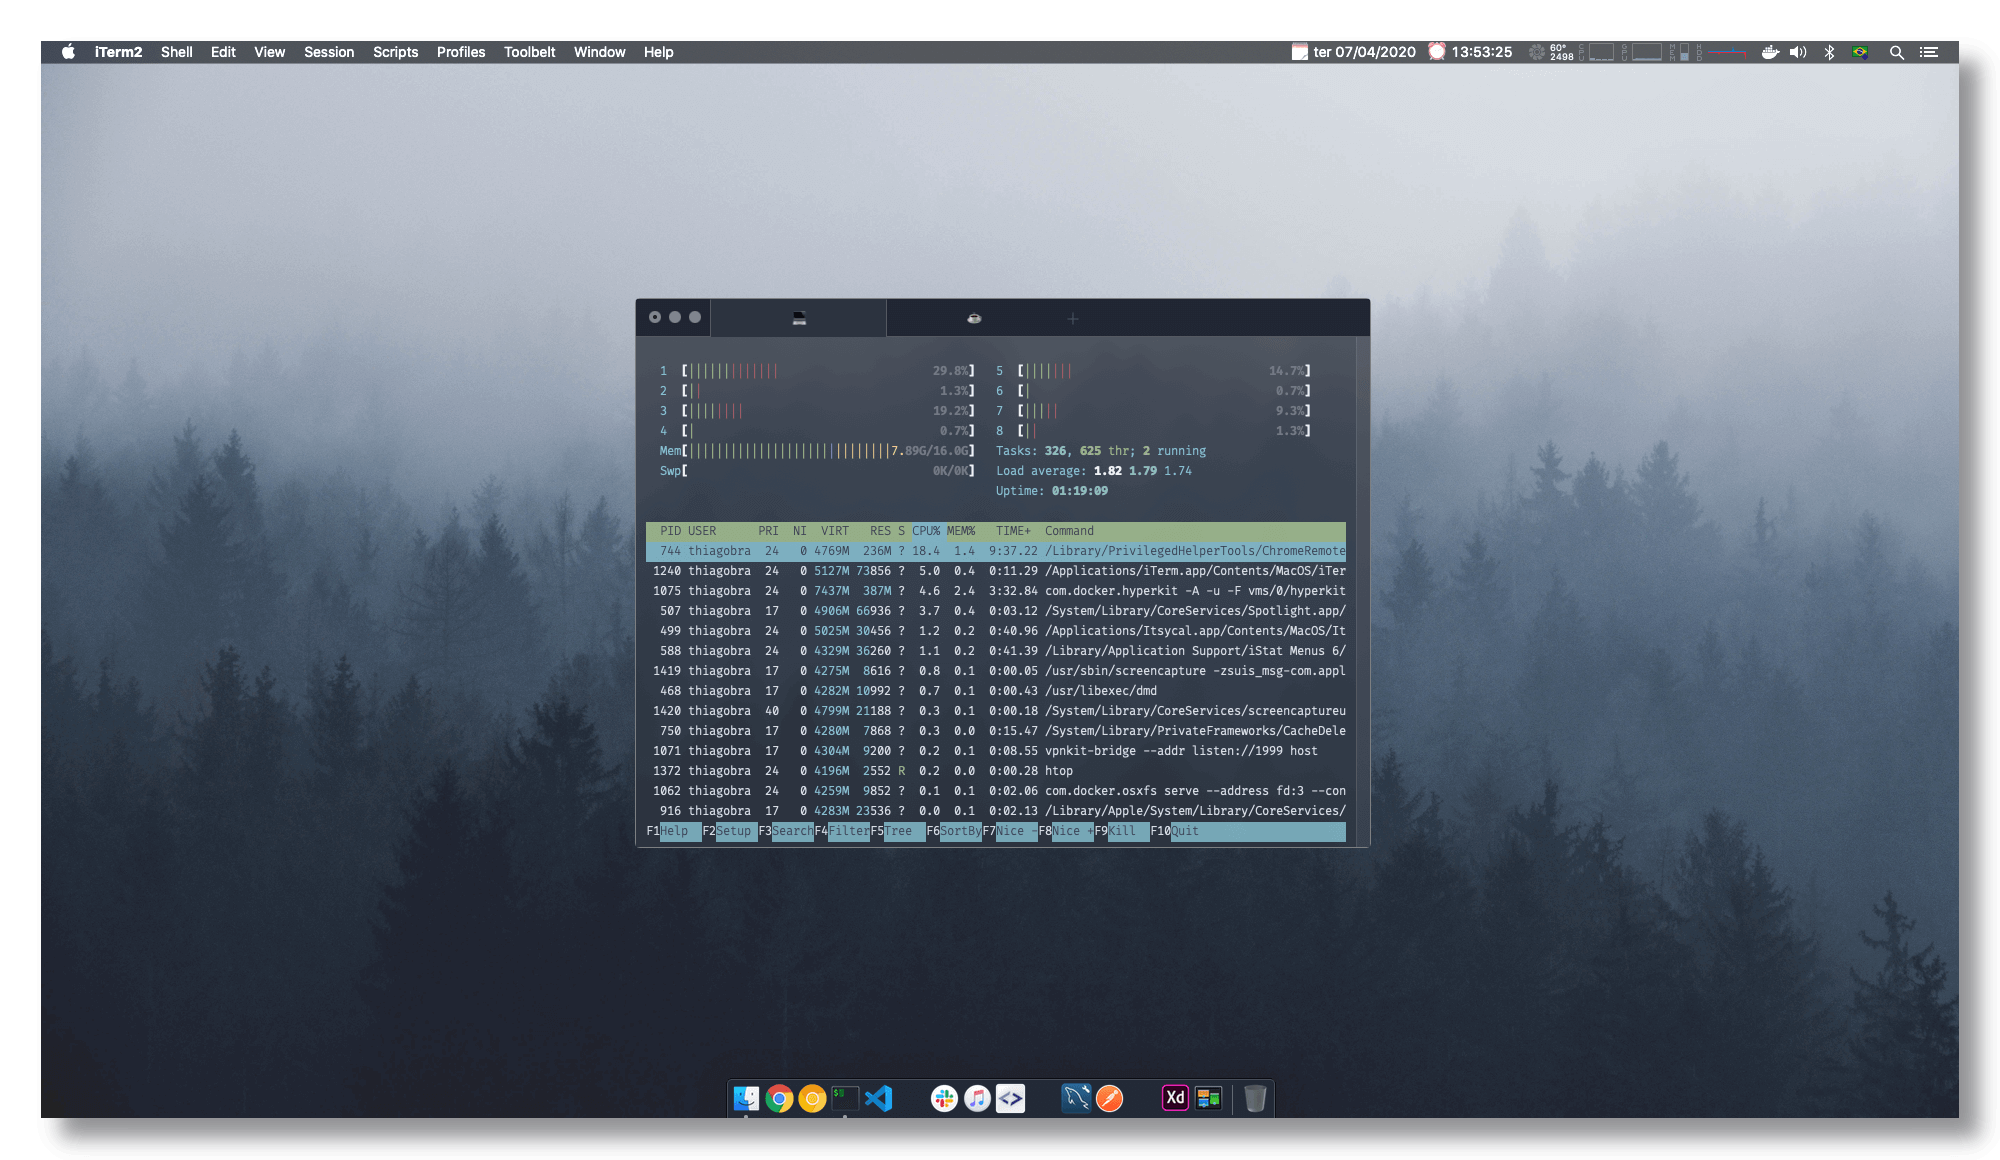 iTerm2 Shell Edit View Session Scripts Profiles Toolbelt Window Help ter 07/04/2020 13:53:25 60° 2498
1 [||||||||||||| 29.8%] 5 [||||||| 14.7%]
2 [|| 1.3%] 6 [| 0.7%]
3 [|||||||| 19.2%] 7 [||||| 9.3%]
4 [| 0.7%] 8 [|| 1.3%]
Mem[|||||||||||||||||||||||||||||7.89G/16.0G] Tasks: 326, 625 thr; 2 running
Swp[ 0K/0K] Load average: 1.82 1.79 1.74
Uptime: 01:19:09
PID USER PRI NI VIRT RES S CPU% MEM% TIME+ Command
744 thiagobra 24 0 4769M 236M ? 18.4 1.4 9:37.22 /Library/PrivilegedHelperTools/ChromeRemote
1240 thiagobra 24 0 5127M 73856 ? 5.0 0.4 0:11.29 /Applications/iTerm.app/Contents/MacOS/iTer
1075 thiagobra 24 0 7437M 387M ? 4.6 2.4 3:32.84 com.docker.hyperkit -A -u -F vms/0/hyperkit
507 thiagobra 17 0 4906M 66936 ? 3.7 0.4 0:03.12 /System/Library/CoreServices/Spotlight.app/
499 thiagobra 24 0 5025M 30456 ? 1.2 0.2 0:40.96 /Applications/Itsycal.app/Contents/MacOS/It
588 thiagobra 24 0 4329M 36260 ? 1.1 0.2 0:41.39 /Library/Application Support/iStat Menus 6/
1419 thiagobra 17 0 4275M 8616 ? 0.8 0.1 0:00.05 /usr/sbin/screencapture -zsuis_msg-com.appl
468 thiagobra 17 0 4282M 10992 ? 0.7 0.1 0:00.43 /usr/libexec/dmd
1420 thiagobra 40 0 4799M 21188 ? 0.3 0.1 0:00.18 /System/Library/CoreServices/screencaptureu
750 thiagobra 17 0 4280M 7868 ? 0.3 0.0 0:15.47 /System/Library/PrivateFrameworks/CacheDele
1071 thiagobra 17 0 4304M 9200 ? 0.2 0.1 0:08.55 vpnkit-bridge --addr listen://1999 host
1372 thiagobra 24 0 4196M 2552 R 0.2 0.0 0:00.28 htop
1062 thiagobra 24 0 4259M 9852 ? 0.1 0.1 0:02.06 com.docker.osxfs serve --address fd:3 --con
916 thiagobra 17 0 4283M 23536 ? 0.0 0.1 0:02.13 /Library/Apple/System/Library/CoreServices/
F1Help F2Setup F3SearchF4FilterF5Tree F6SortByF7Nice -F8Nice +F9Kill F10Quit
Xd